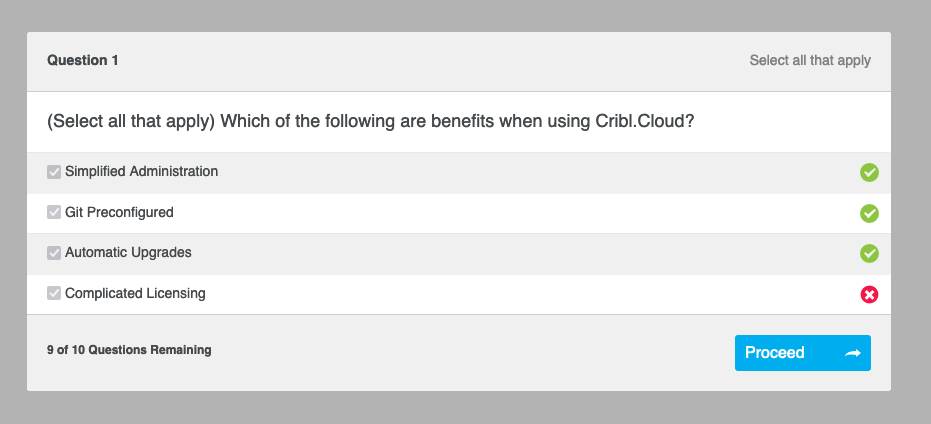 Question 1
Select all that apply
(Select all that apply) Which of the following are benefits when using Cribl.Cloud?
Simplified Administration
Git Preconfigured
Automatic Upgrades
Complicated Licensing
9 of 10 Questions Remaining
Proceed